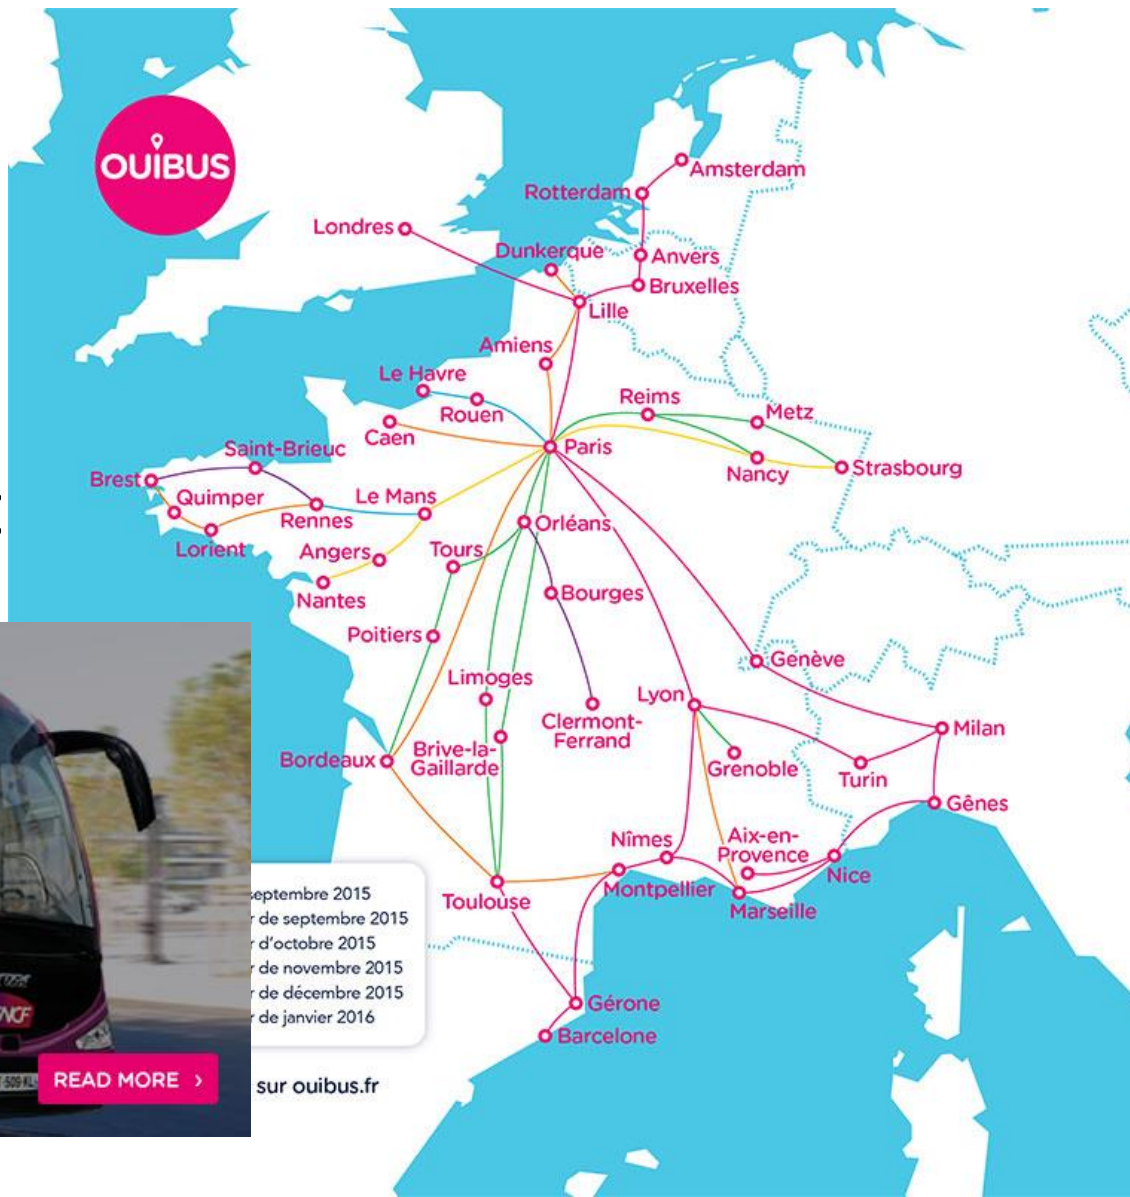 OUIBUS
Amsterdam
Rotterdam
Londres
Dunkerque
Anvers
Bruxelles
Lille
Amiens
Le Havre
Rouen
Reims
Metz
Caen
Paris
Saint-Brieuc
Nancy
Strasbourg
Brest
Quimper
Le Mans
Rennes
Lorient
Orléans
Angers
Tours
Nantes
Bourges
Poitiers
Genève
Limoges
Lyon
Clermont-
Ferrand
Milan
Bordeaux
Brive-la-
Gaillarde
Grenoble
Turin
Gênes
Nîmes
Aix-en-
Provence
Nice
Montpellier
Toulouse
Marseille
septembre 2015
r de septembre 2015
r d'octobre 2015
r de novembre 2015
r de décembre 2015
r de janvier 2016
Gérone
Barcelone
READ MORE ›
sur ouibus.fr